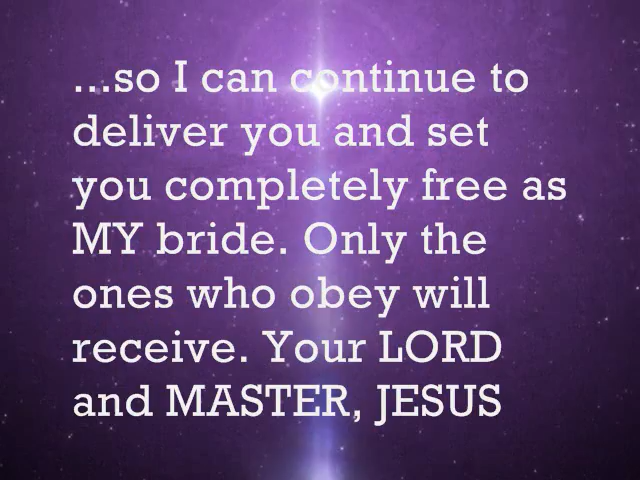 ...so I can continue to
deliver you and set
you completely free as
MY bride. Only the
ones who obey will
receive. Your LORD
and MASTER, JESUS